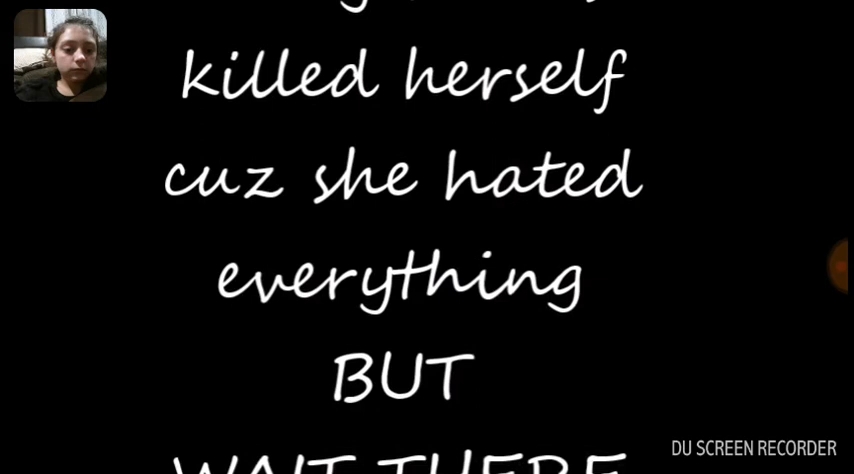 killed herself
cuz she hated
everything
BUT
WAIT THERE
DU SCREEN RECORDER